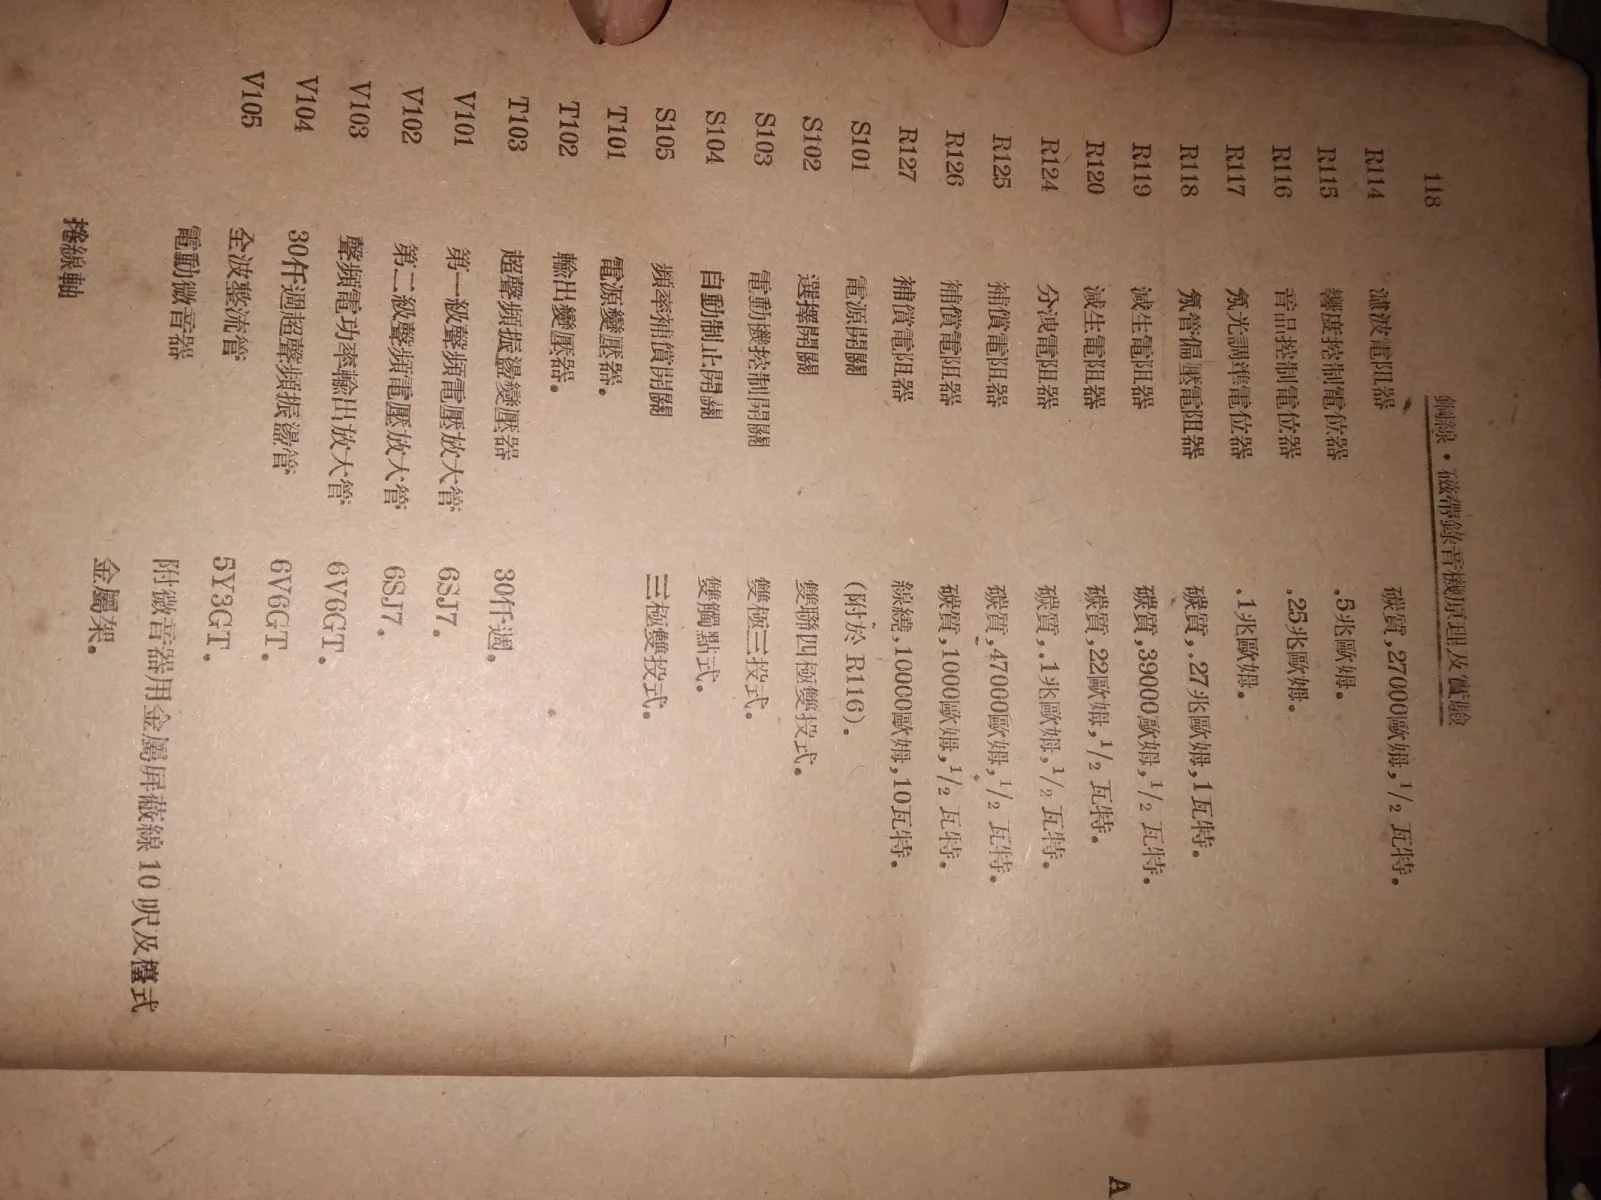 118
鋼線·磁帶錄音機原理及實驗
R114 濾波電阻器 碳質,27000歐姆,1/2瓦特.
R115 響度控制電位器 .5兆歐姆.
R116 音品控制電位器 .25兆歐姆.
R117 氖光調準電位器 .1兆歐姆.
R118 氖管偏壓電阻器 碳質,.27兆歐姆,1瓦特.
R119 減生電阻器 碳質,39000歐姆,1/2瓦特.
R120 減生電阻器 碳質,22歐姆,1/2瓦特.
R124 分洩電阻器 碳質,.1兆歐姆,1/2瓦特.
R125 補償電阻器 碳質,47000歐姆,1/2瓦特.
R126 補償電阻器 碳質,1000歐姆,1/2瓦特.
R127 補償電阻器 線繞,10000歐姆,10瓦特.
S101 電源開關 (附於R116).
S102 選擇開關 雙聯四極雙投式.
S103 電動機控制開關 雙極三投式.
S104 自動制止開關 雙觸點式.
S105 頻率補償開關 三極雙投式.
T101 電源變壓器.
T102 輸出變壓器.
T103 超聲頻振盪變壓器 30仟週.
V101 第一級聲頻電壓放大管 6SJ7.
V102 第二級聲頻電壓放大管 6SJ7.
V103 聲頻電功率輸出放大管 6V6GT.
V104 30仟週超聲頻振盪管 6V6GT.
V105 全波整流管 5Y3GT.
電動微音器 附微音器用金屬屏蔽線10呎及檯式
金屬架.
捲線軸
A